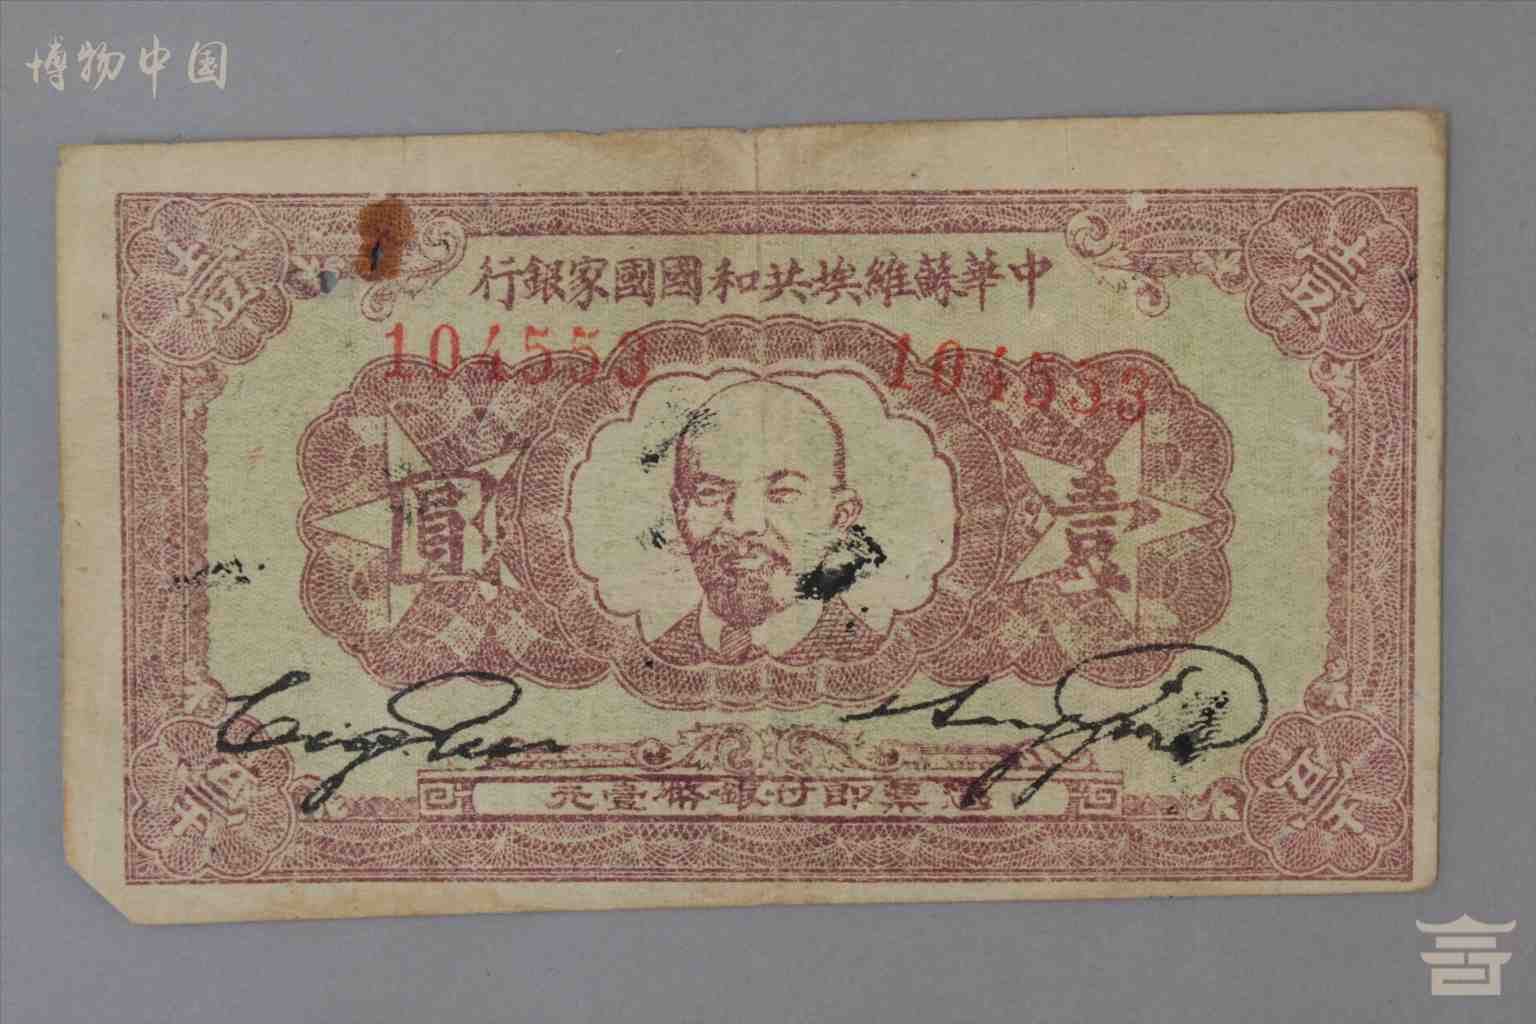 博物中国
壹
壹
中華蘇維埃共和國國家銀行
104553
104553
壹圓
憑票即付銀幣壹元
壹
壹